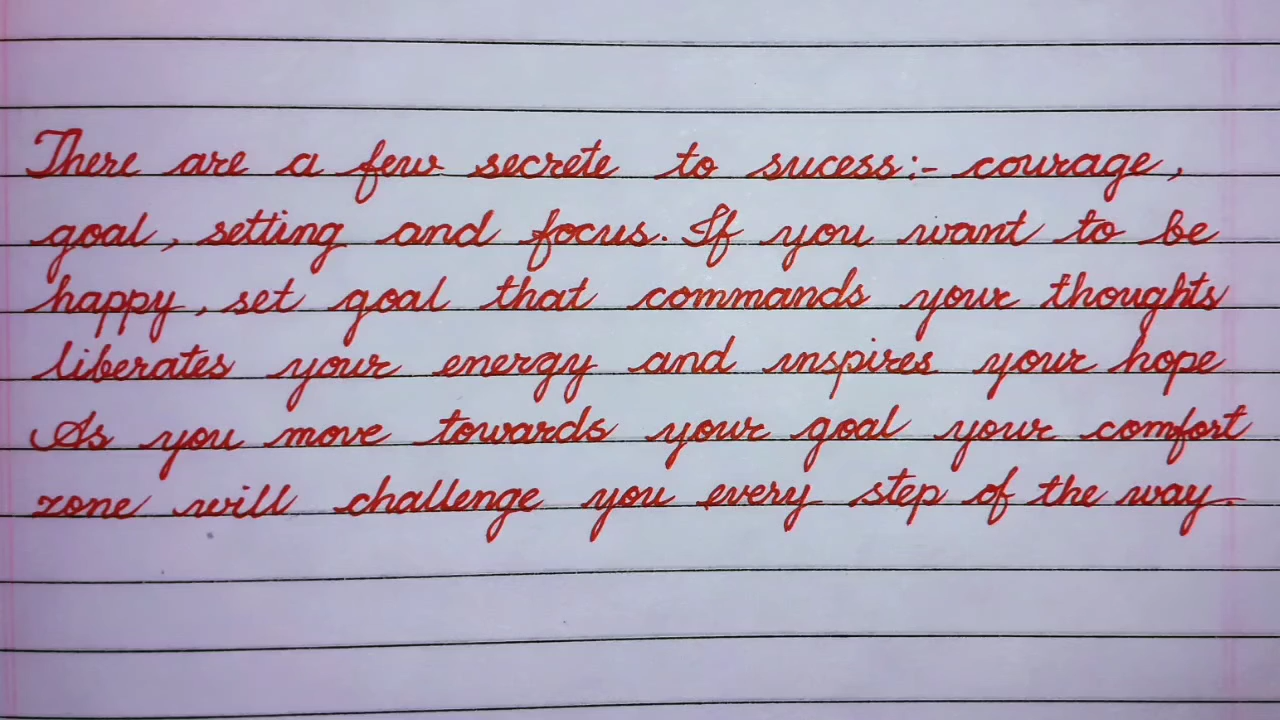 There are a few secrete to sucess:- courage,
goal, setting and focus. If you want to be
happy, set goal that commands your thoughts
liberates your energy and inspires your hope
As you move towards your goal your comfort
zone will challenge you every step of the way.